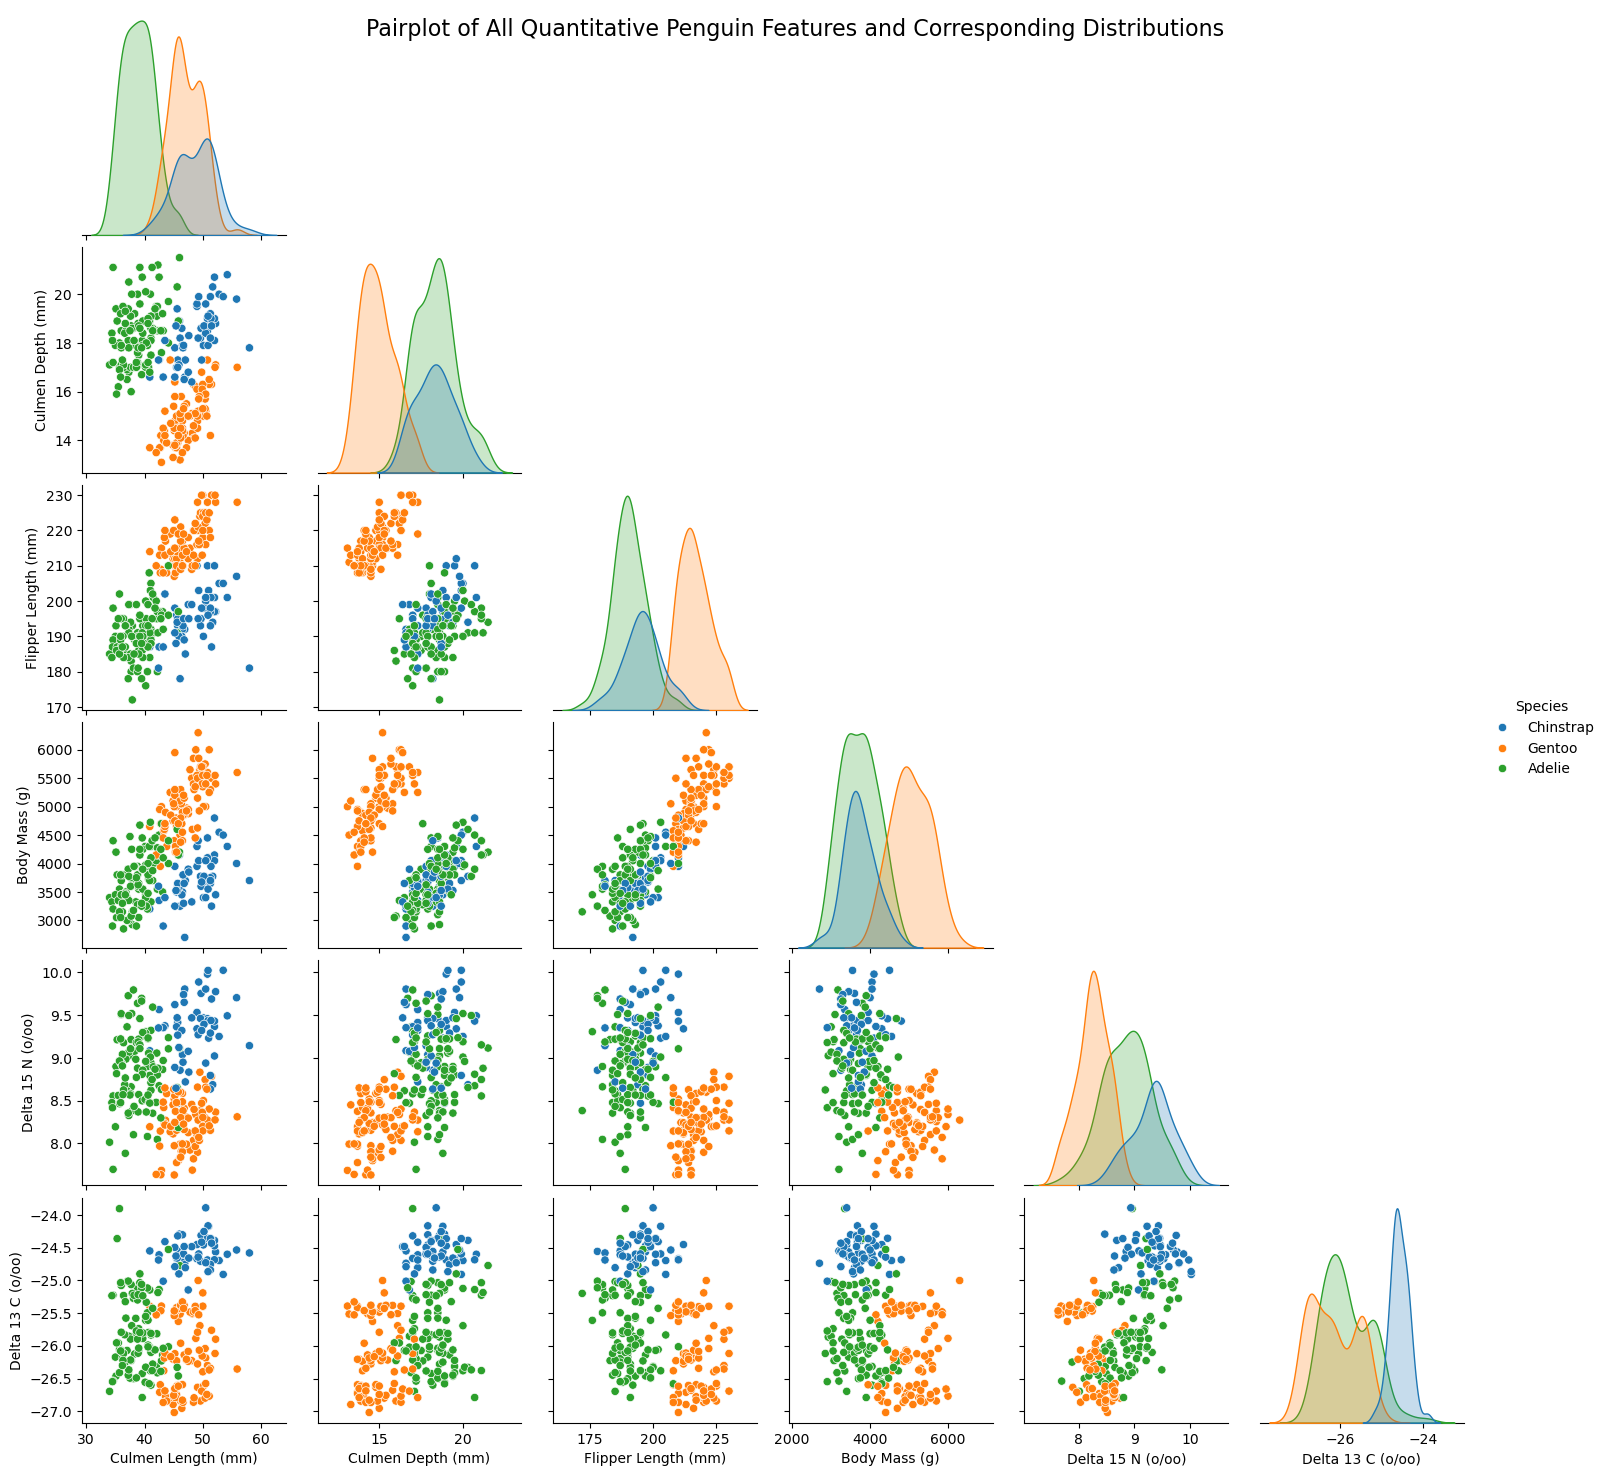 Pairplot of All Quantitative Penguin Features and Corresponding Distributions
Culmen Depth (mm)
20
18
16
14
Flipper Length (mm)
230
220
210
200
190
180
170
Species
Chinstrap
Gentoo
Adelie
Body Mass (g)
6000
5500
5000
4500
4000
3500
3000
Delta 15 N (o/oo)
10.0
9.5
9.0
8.5
8.0
Delta 13 C (o/oo)
−24.0
−24.5
−25.0
−25.5
−26.0
−26.5
−27.0
30 40 50 60
Culmen Length (mm)
15 20
Culmen Depth (mm)
175 200 225
Flipper Length (mm)
2000 4000 6000
Body Mass (g)
8 9 10
Delta 15 N (o/oo)
−26 −24
Delta 13 C (o/oo)